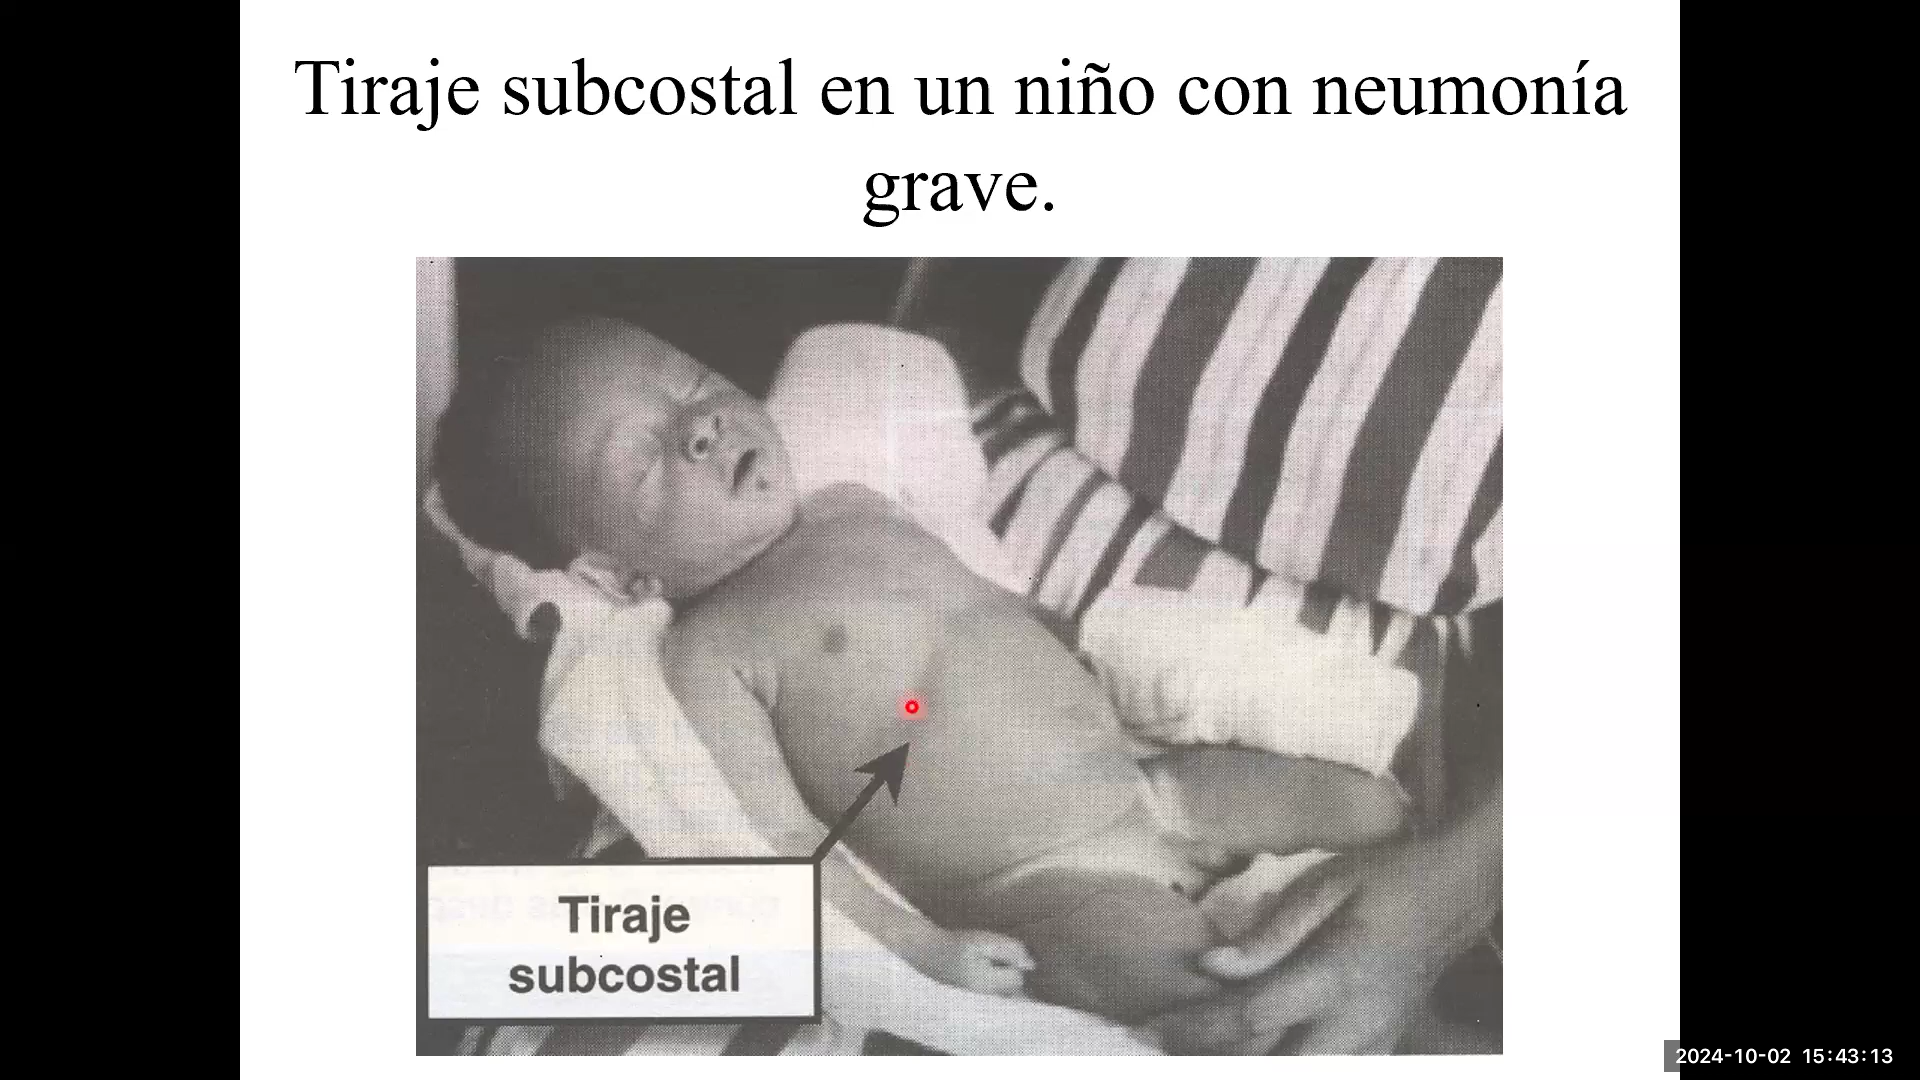 Tiraje subcostal en un niño con neumonía
grave.
Tiraje
subcostal
2024-10-02 15:43:13